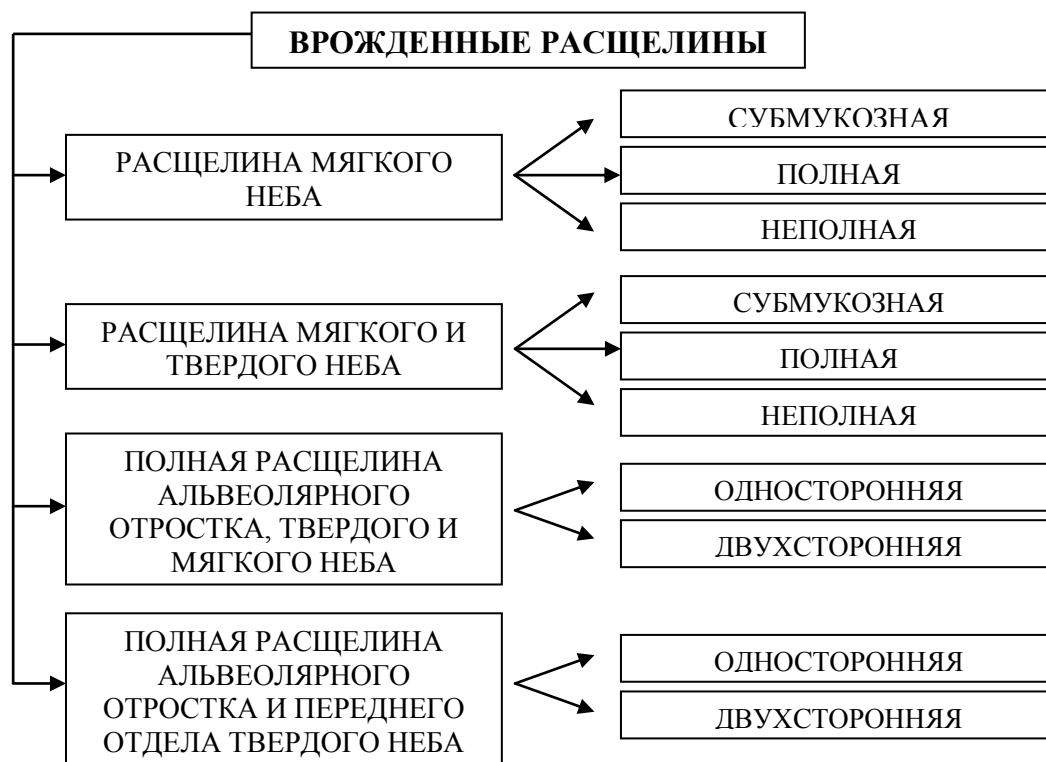 ВРОЖДЕННЫЕ РАСЩЕЛИНЫ
РАСЩЕЛИНА МЯГКОГО
НЕБА
СУБМУКОЗНАЯ
ПОЛНАЯ
НЕПОЛНАЯ
РАСЩЕЛИНА МЯГКОГО И
ТВЕРДОГО НЕБА
СУБМУКОЗНАЯ
ПОЛНАЯ
НЕПОЛНАЯ
ПОЛНАЯ РАСЩЕЛИНА
АЛЬВЕОЛЯРНОГО
ОТРОСТКА, ТВЕРДОГО И
МЯГКОГО НЕБА
ОДНОСТОРОННЯЯ
ДВУХСТОРОННЯЯ
ПОЛНАЯ РАСЩЕЛИНА
АЛЬВЕОЛЯРНОГО
ОТРОСТКА И ПЕРЕДНЕГО
ОТДЕЛА ТВЕРДОГО НЕБА
ОДНОСТОРОННЯЯ
ДВУХСТОРОННЯЯ